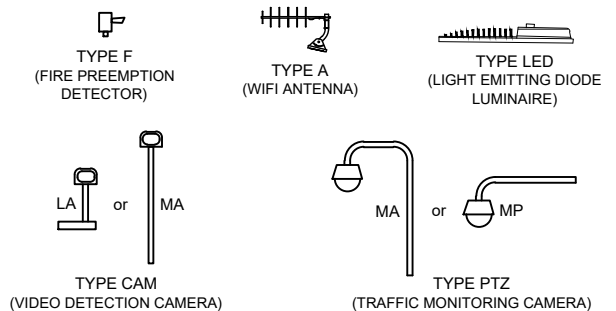 TYPE F
(FIRE PREEMPTION
DETECTOR)
TYPE A
(WIFI ANTENNA)
TYPE LED
(LIGHT EMITTING DIODE
LUMINAIRE)
LA or MA
TYPE CAM
(VIDEO DETECTION CAMERA)
MA or MP
TYPE PTZ
(TRAFFIC MONITORING CAMERA)